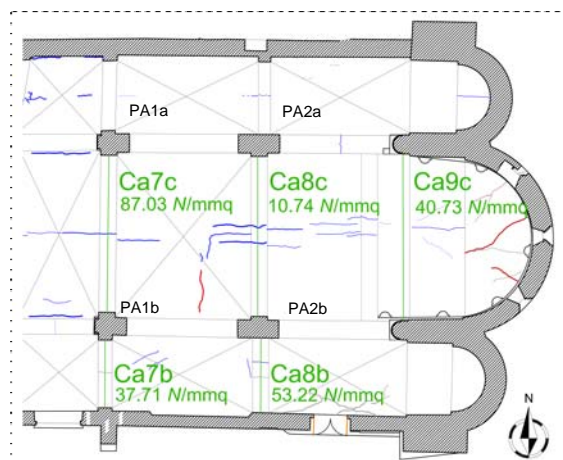 PA1a
PA2a
Ca7c
87.03 N/mmq
Ca8c
10.74 N/mmq
Ca9c
40.73 N/mmq
PA1b
PA2b
Ca7b
37.71 N/mmq
Ca8b
53.22 N/mmq
N